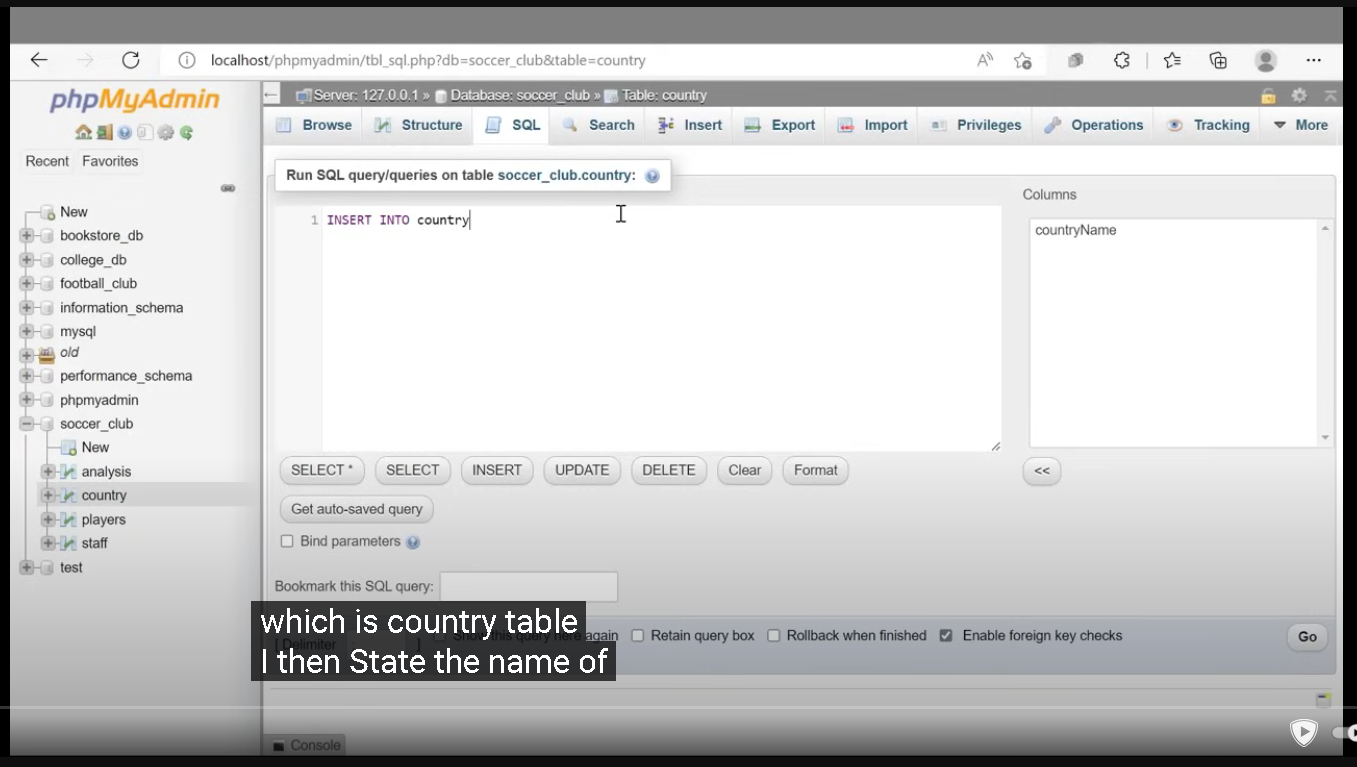 localhost/phpmyadmin/tbl_sql.php?db=soccer_club&table=country
phpMyAdmin
Recent Favorites
New
bookstore_db
college_db
football_club
information_schema
mysql
old
performance_schema
phpmyadmin
soccer_club
New
analysis
country
players
staff
test
Server: 127.0.0.1 » Database: soccer_club » Table: country
Browse Structure SQL Search Insert Export Import Privileges Operations Tracking More
Run SQL query/queries on table soccer_club.country:
1 INSERT INTO country
Columns
countryName
SELECT * SELECT INSERT UPDATE DELETE Clear Format <<
Get auto-saved query
Bind parameters
Bookmark this SQL query:
[ Delimiter ] Show this query here again Retain query box Rollback when finished Enable foreign key checks Go
which is country table
I then State the name of
Console